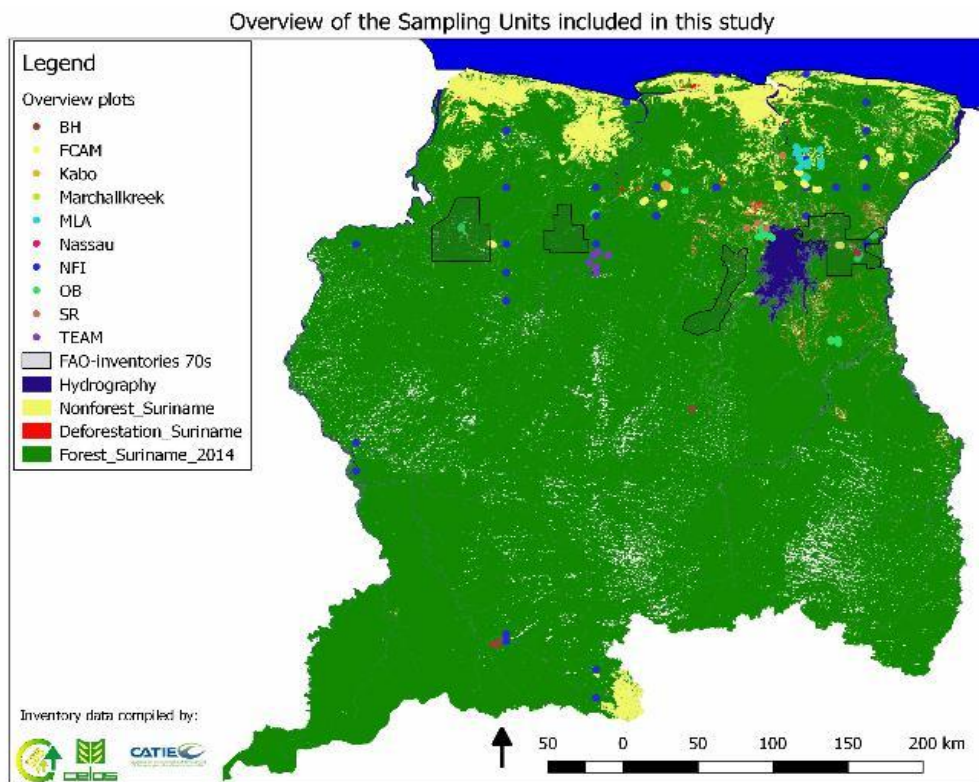 Overview of the Sampling Units included in this study
Legend
Overview plots
BH
FCAM
Kabo
Marchallkreek
MLA
Nassau
NFI
OB
SR
TEAM
FAO-inventories 70s
Hydrography
Nonforest_Suriname
Deforestation_Suriname
Forest_Suriname_2014
Inventory data compiled by:
celos
CATIE
50 0 50 100 150 200 km